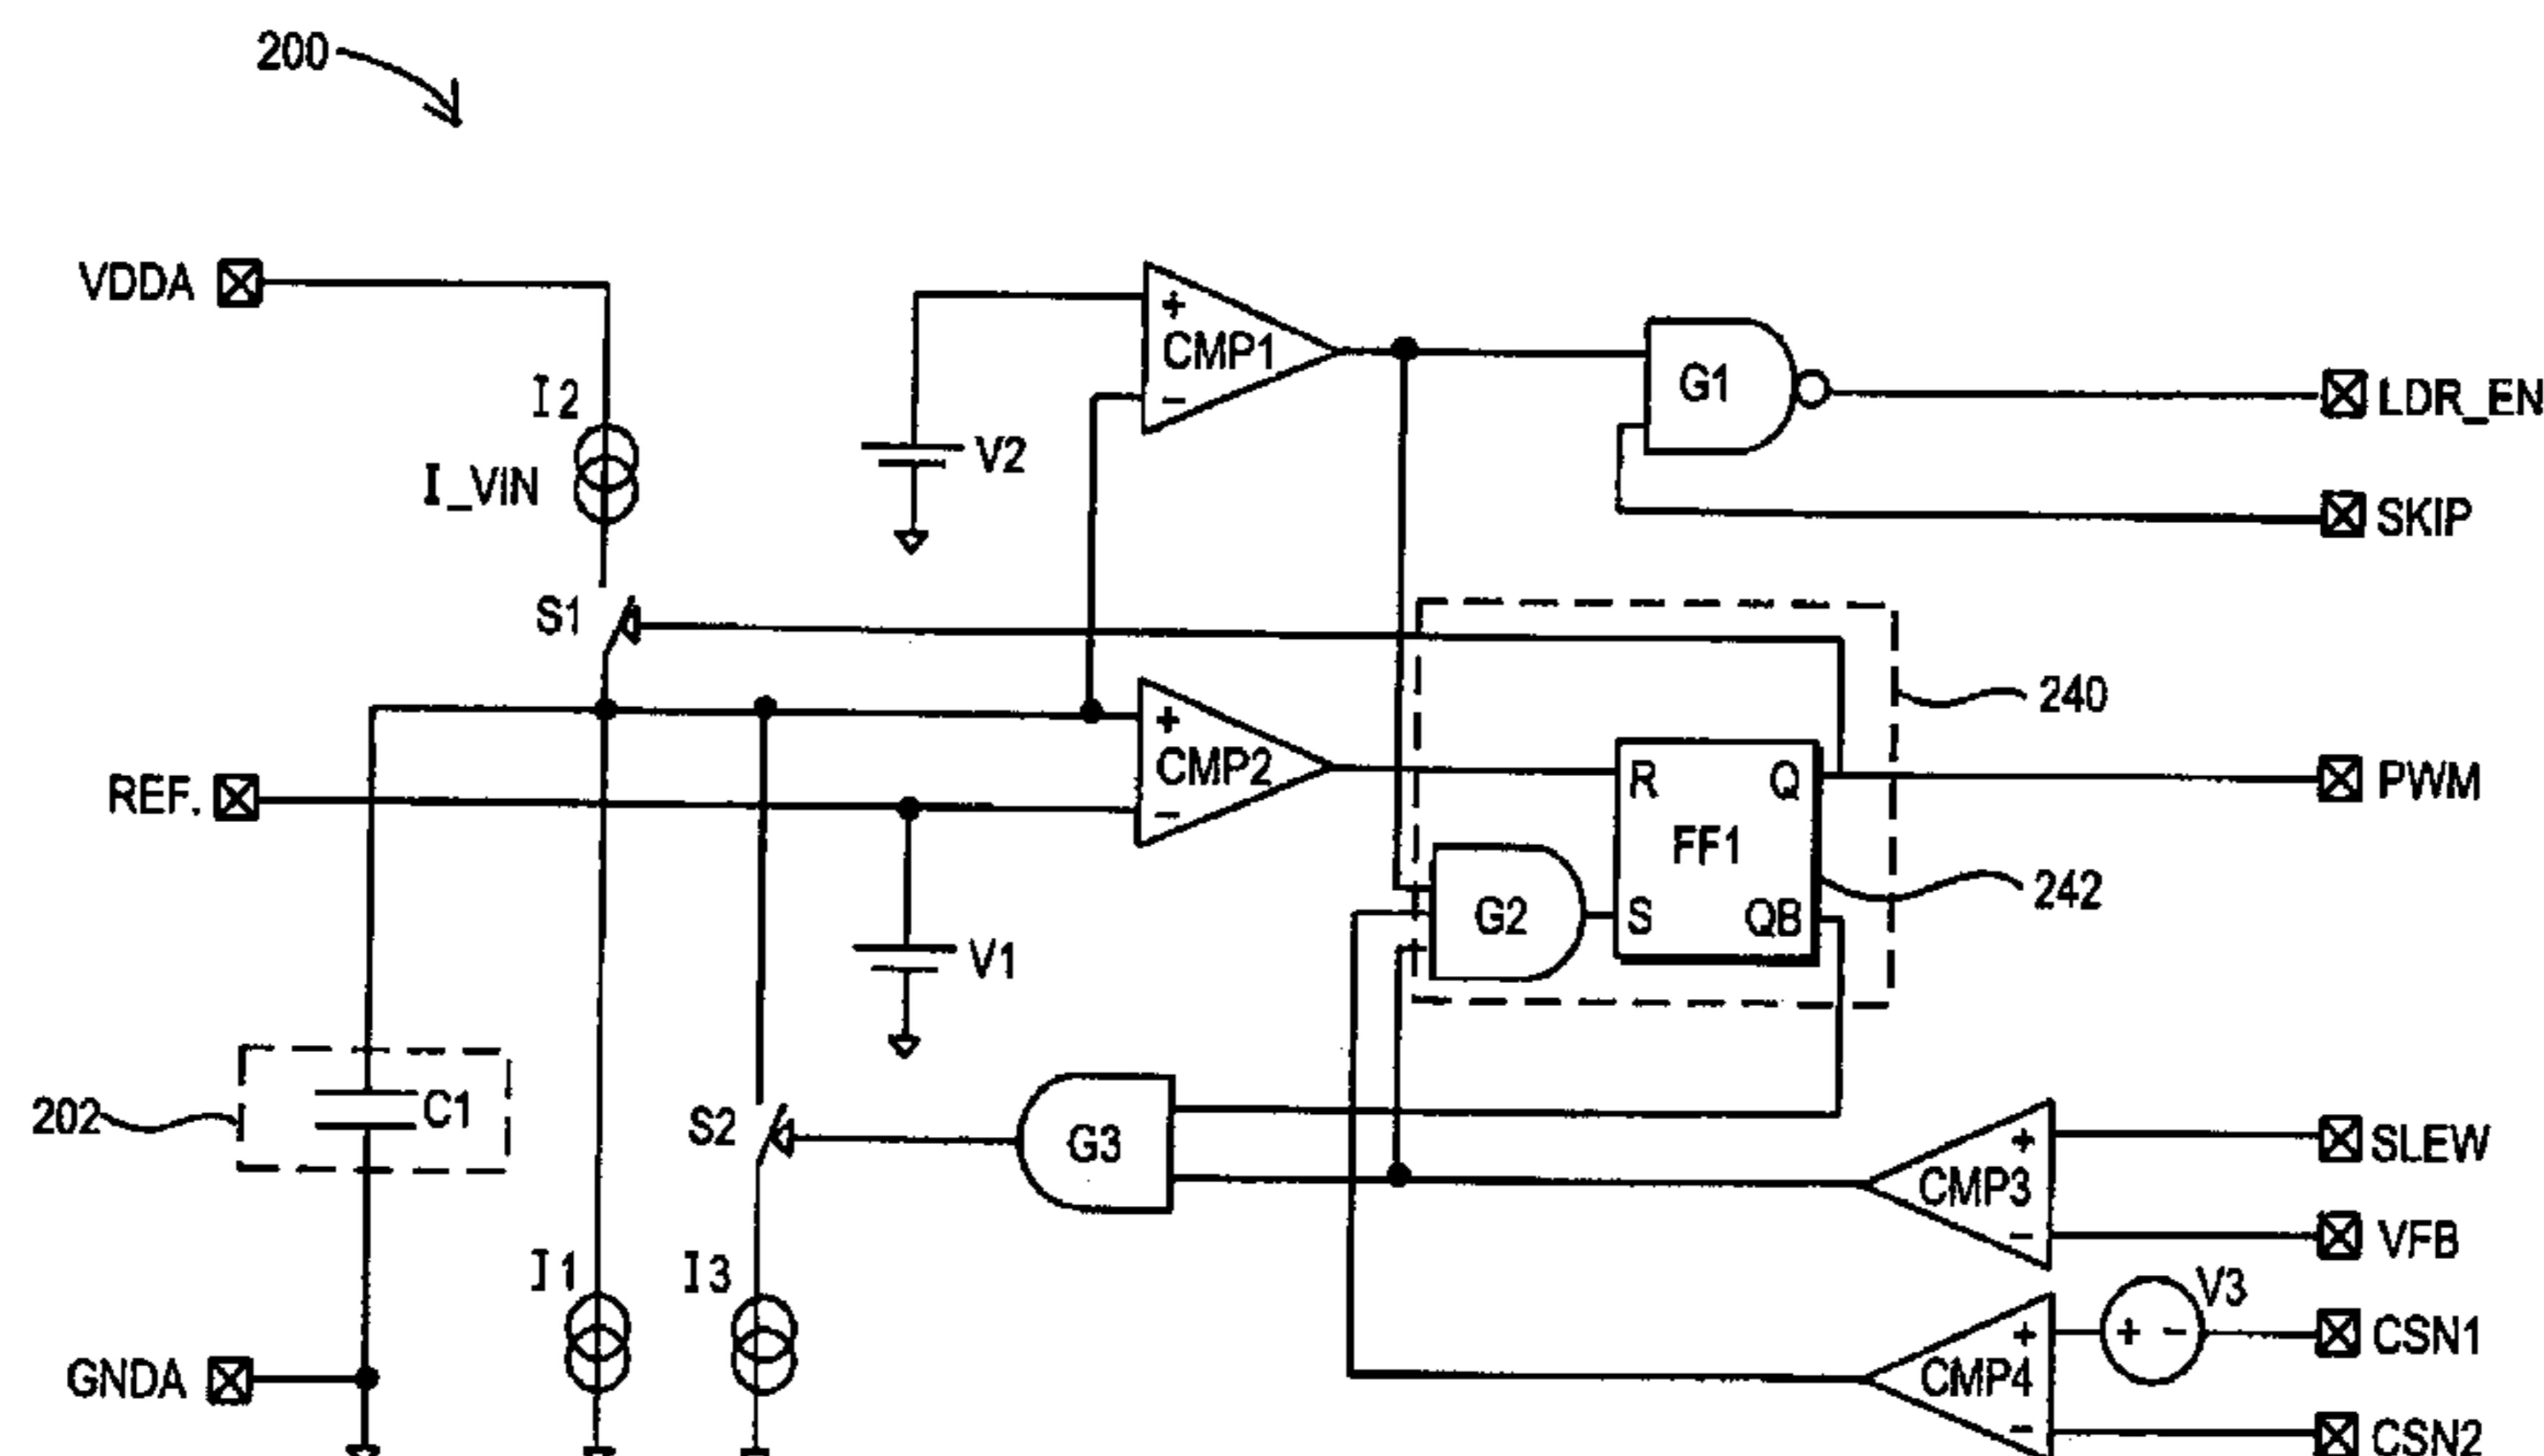 200
VDDA
I2
I_VIN
S1
V2
+
CMP1
-
G1
LDR_EN
SKIP
REF.
+
CMP2
-
V1
R
Q
FF1
S
QB
G2
240
242
PWM
202
C1
S2
G3
I1
I3
GNDA
+
CMP3
-
SLEW
VFB
V3
+ -
+
CMP4
-
CSN1
CSN2